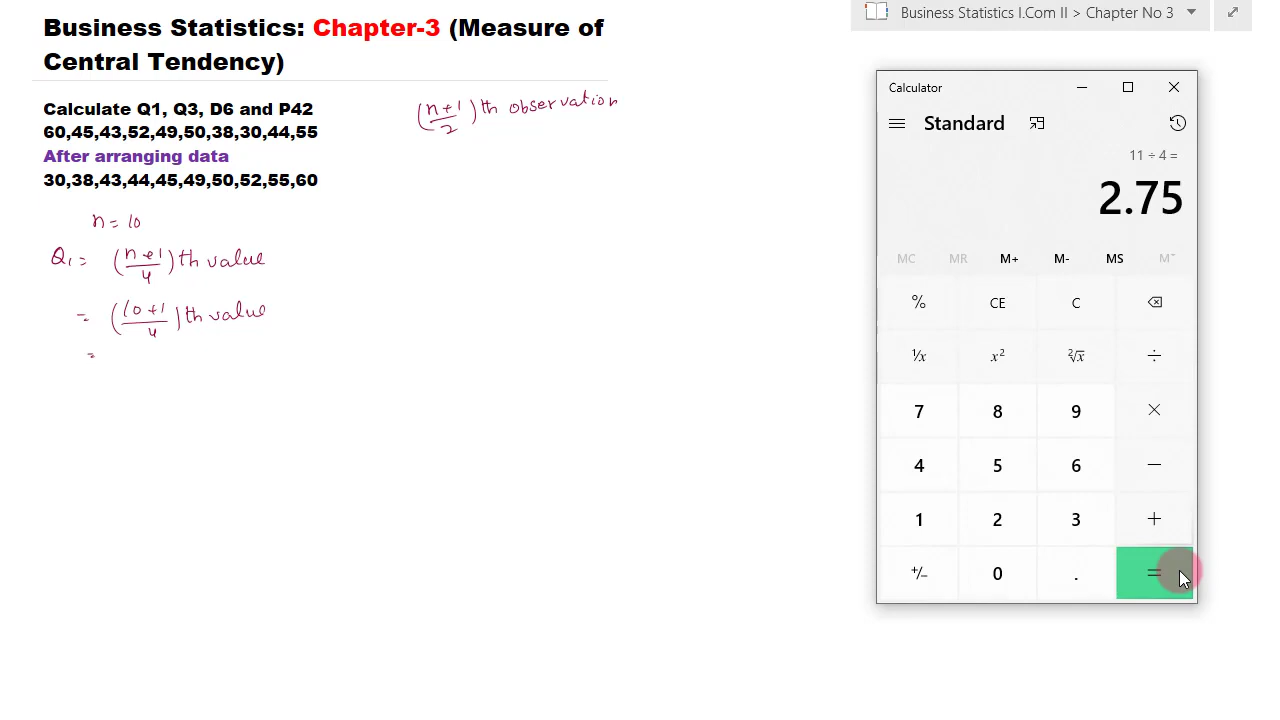 Business Statistics: Chapter-3 (Measure of
Central Tendency)
Calculate Q1, Q3, D6 and P42
60,45,43,52,49,50,38,30,44,55
After arranging data
30,38,43,44,45,49,50,52,55,60
(n+1/2)th observation
n = 10
Q1 = (n+1/4)th value
= (10+1/4)th value
=
Business Statistics I.Com II > Chapter No 3
Calculator
Standard
11 ÷ 4 =
2.75
MC MR M+ M- MS M˅
% CE C ⌫
1/x x² ²√x ÷
7 8 9 ×
4 5 6 −
1 2 3 +
+/− 0 . =